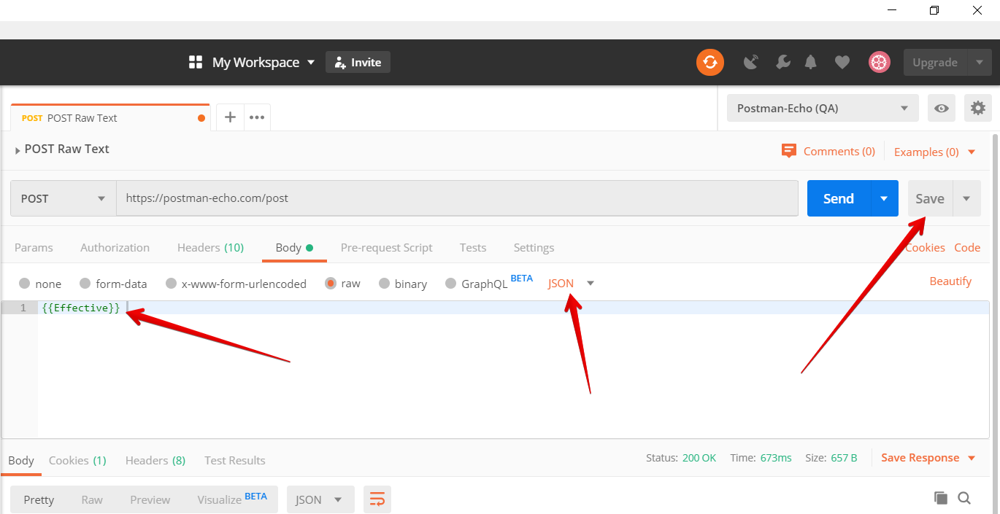 My Workspace Invite Upgrade
POST POST Raw Text
Postman-Echo (QA)
POST Raw Text
Comments (0) Examples (0)
POST https://postman-echo.com/post Send Save
Params Authorization Headers (10) Body Pre-request Script Tests Settings Cookies Code
none form-data x-www-form-urlencoded raw binary GraphQL BETA JSON Beautify
1 {{Effective}}
Body Cookies (1) Headers (8) Test Results Status: 200 OK Time: 673ms Size: 657 B Save Response
Pretty Raw Preview Visualize BETA JSON